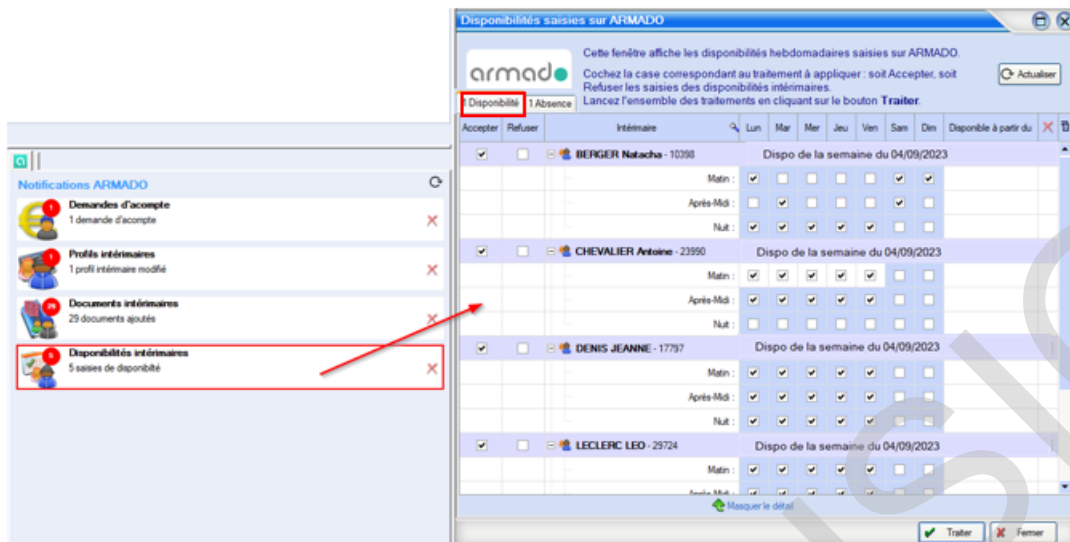 Disponibilités saisies sur ARMADO
armado
Cette fenêtre affiche les disponibilités hebdomadaires saisies sur ARMADO.
Cochez la case correspondant au traitement à appliquer : soit Accepter, soit
Refuser les saisies des disponibilités intérimaires.
Lancez l'ensemble des traitements en cliquant sur le bouton Traiter.
Actualiser
1 Disponibilité 1 Absence
Accepter Refuser Intérimaire Lun Mar Mer Jeu Ven Sam Dim Disponible à partir du
BERGER Natacha - 10398 Dispo de la semaine du 04/09/2023
Matin :
Après-Midi :
Nuit :
CHEVALIER Antoine - 23990 Dispo de la semaine du 04/09/2023
Matin :
Après-Midi :
Nuit :
DENIS JEANNE - 17797 Dispo de la semaine du 04/09/2023
Matin :
Après-Midi :
Nuit :
LECLERC LEO - 29724 Dispo de la semaine du 04/09/2023
Matin :
Après-Midi :
Masquer le détail
Traiter Fermer
Notifications ARMADO
1
Demandes d'acompte
1 demande d'acompte
1
Profils intérimaires
1 profil intérimaire modifié
29
Documents intérimaires
29 documents ajoutés
5
Disponibilités intérimaires
5 saisies de disponibilté